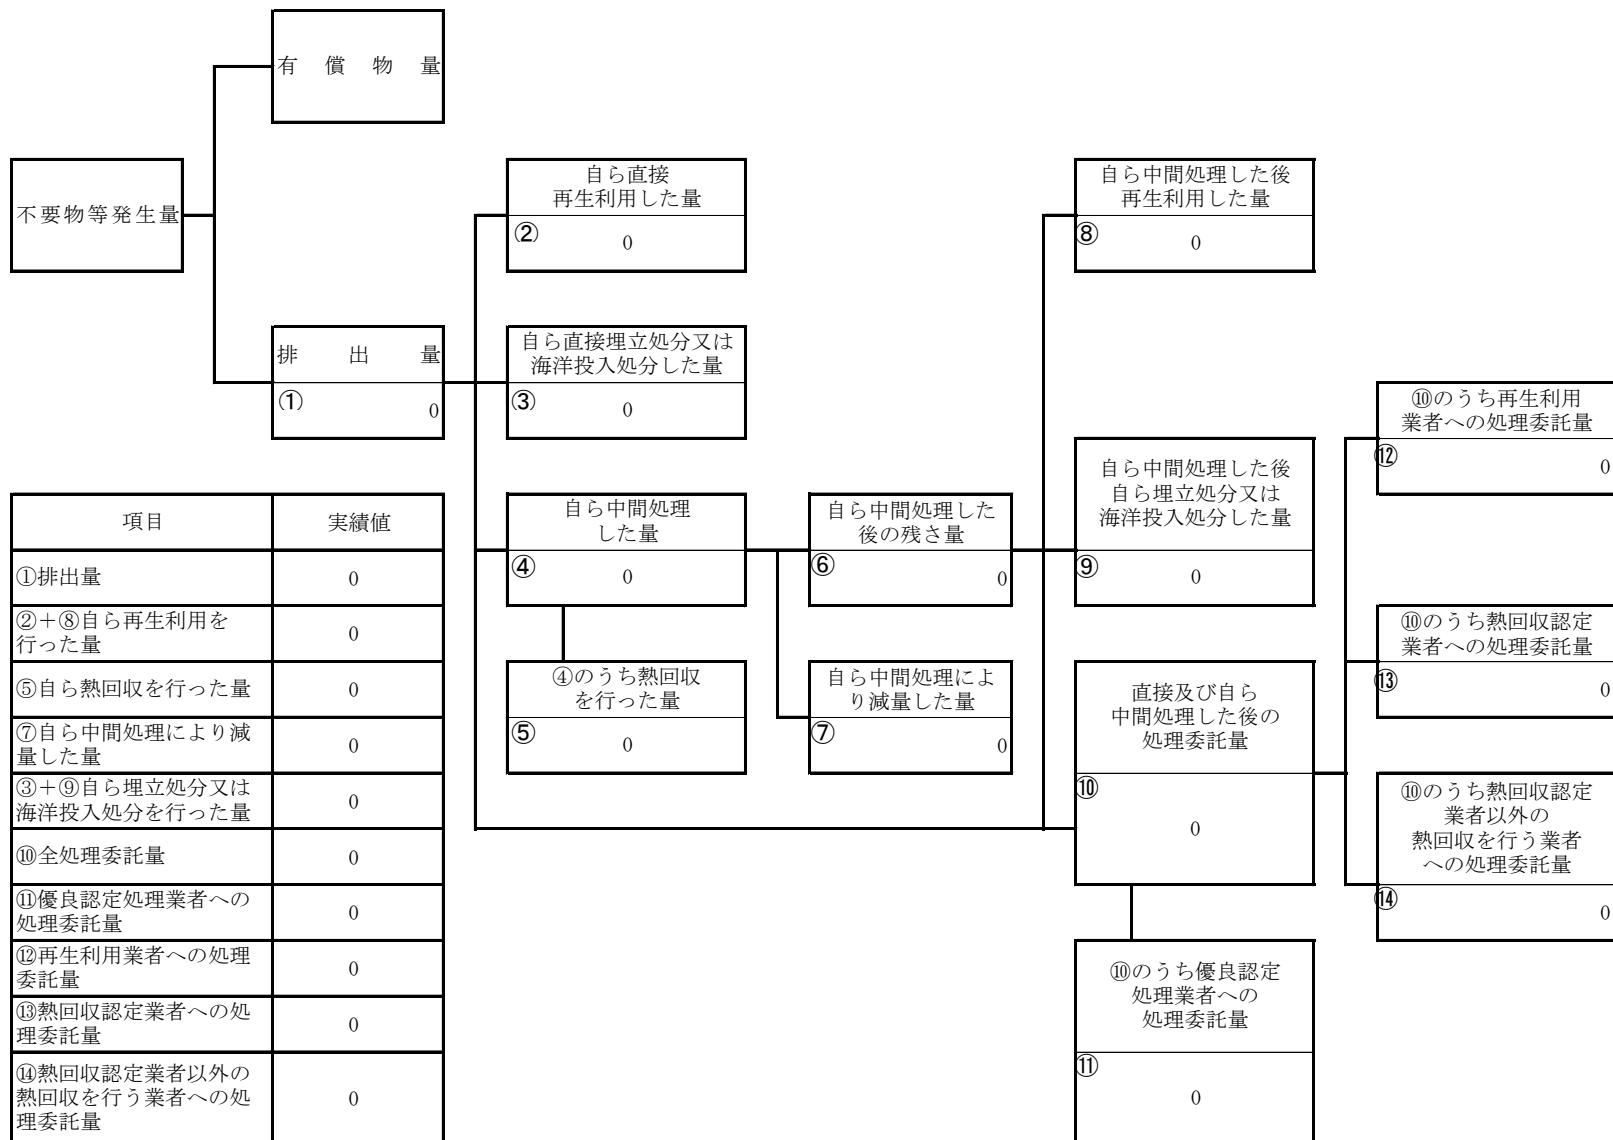 有償物量
不要物等発生量
自ら直接
再生利用した量
②
0
自ら中間処理した後
再生利用した量
⑧
0
排出量
①
0
自ら直接埋立処分又は
海洋投入処分した量
③
0
⑩のうち再生利用
業者への処理委託量
⑫
0
自ら中間処理
した量
④
0
自ら中間処理した
後の残さ量
⑥
0
自ら中間処理した後
自ら埋立処分又は
海洋投入処分した量
⑨
0
⑩のうち熱回収認定
業者への処理委託量
⑬
0
④のうち熱回収
を行った量
⑤
0
自ら中間処理によ
り減量した量
⑦
0
直接及び自ら
中間処理した後の
処理委託量
⑩
0
⑩のうち熱回収認定
業者以外の
熱回収を行う業者
への処理委託量
⑭
0
⑩のうち優良認定
処理業者への
処理委託量
⑪
0
項目 実績値
①排出量 0
②＋⑧自ら再生利用を
行った量 0
⑤自ら熱回収を行った量 0
⑦自ら中間処理により減
量した量 0
③＋⑨自ら埋立処分又は
海洋投入処分を行った量 0
⑩全処理委託量 0
⑪優良認定処理業者への
処理委託量 0
⑫再生利用業者への処理
委託量 0
⑬熱回収認定業者への処
理委託量 0
⑭熱回収認定業者以外の
熱回収を行う業者への処
理委託量 0